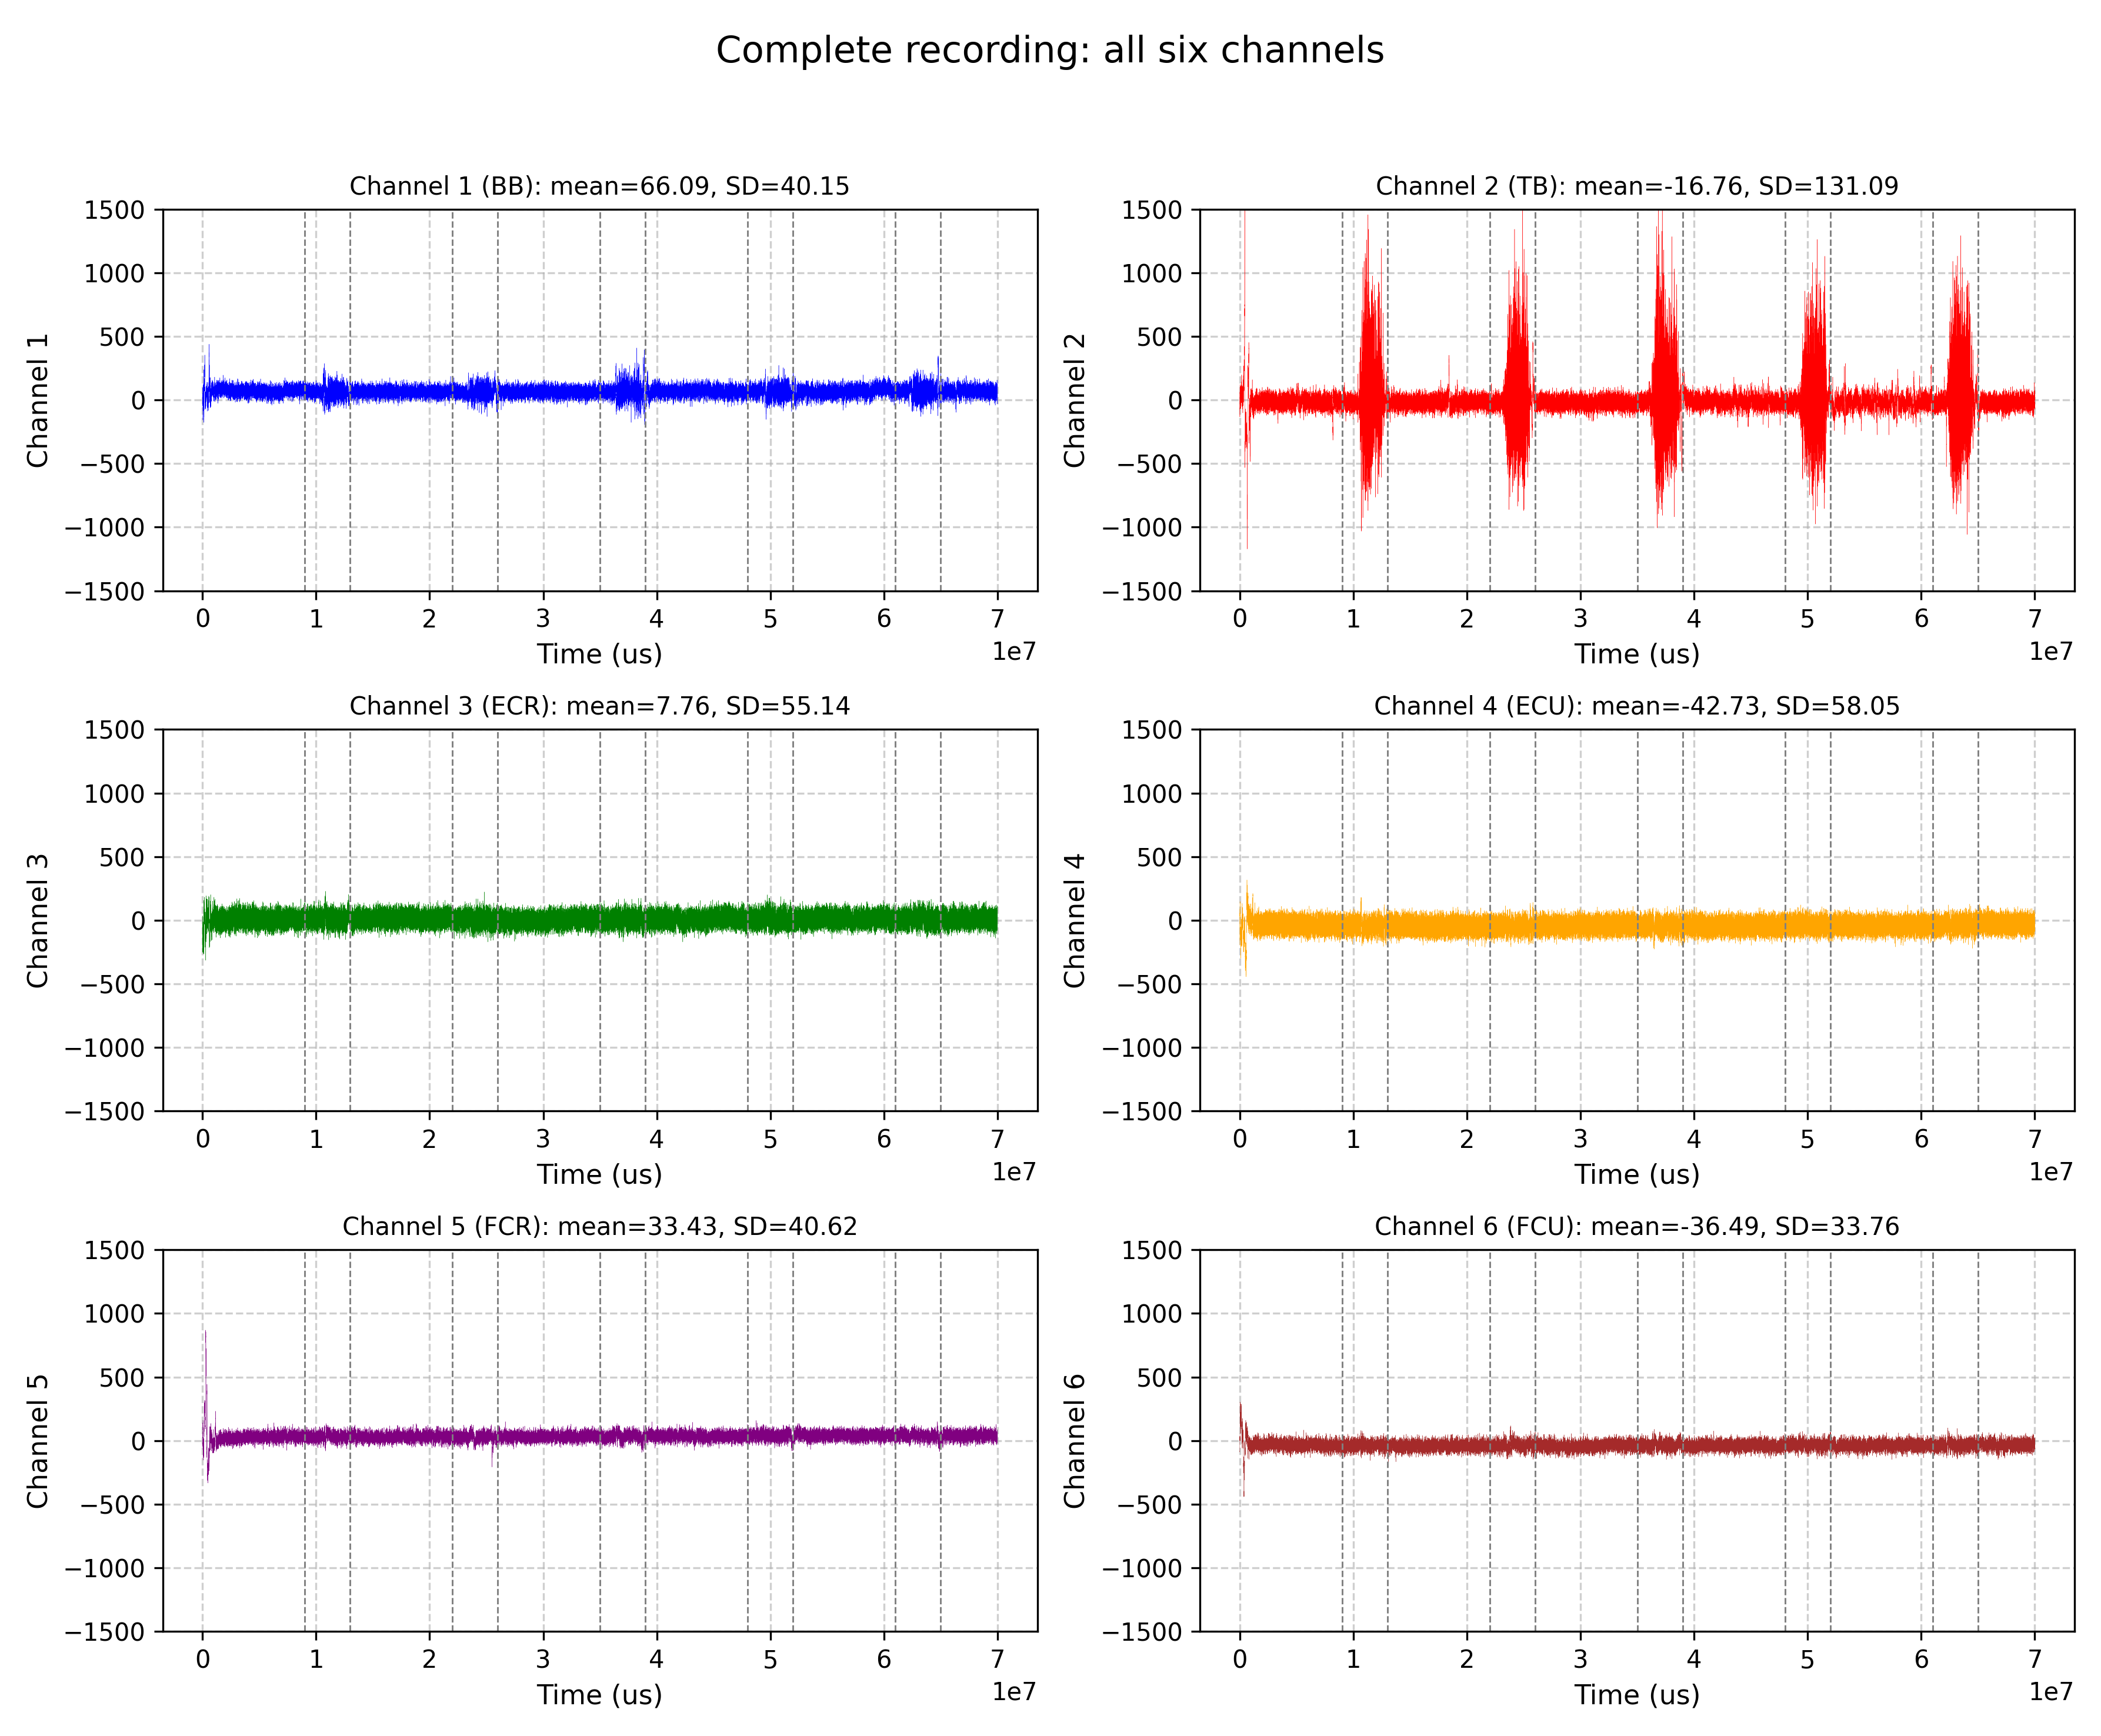 Complete recording: all six channels
Channel 1 (BB): mean=66.09, SD=40.15
1500
1000
500
0
−500
−1000
−1500
Channel 1
0 1 2 3 4 5 6 7
Time (us)
1e7
Channel 2 (TB): mean=-16.76, SD=131.09
1500
1000
500
0
−500
−1000
−1500
Channel 2
0 1 2 3 4 5 6 7
Time (us)
1e7
Channel 3 (ECR): mean=7.76, SD=55.14
1500
1000
500
0
−500
−1000
−1500
Channel 3
0 1 2 3 4 5 6 7
Time (us)
1e7
Channel 4 (ECU): mean=-42.73, SD=58.05
1500
1000
500
0
−500
−1000
−1500
Channel 4
0 1 2 3 4 5 6 7
Time (us)
1e7
Channel 5 (FCR): mean=33.43, SD=40.62
1500
1000
500
0
−500
−1000
−1500
Channel 5
0 1 2 3 4 5 6 7
Time (us)
1e7
Channel 6 (FCU): mean=-36.49, SD=33.76
1500
1000
500
0
−500
−1000
−1500
Channel 6
0 1 2 3 4 5 6 7
Time (us)
1e7